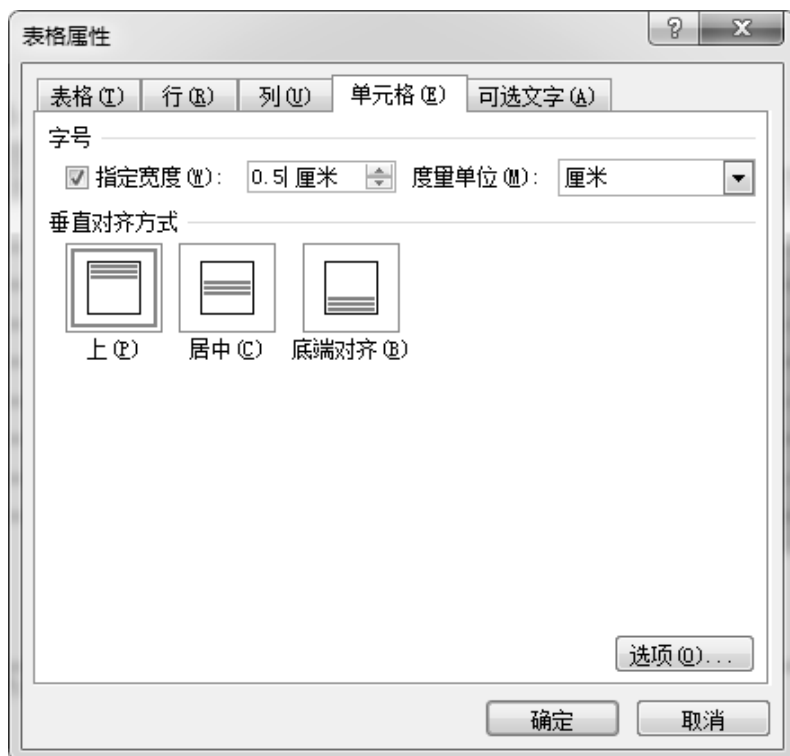 表格属性
表格(T) 行(R) 列(U) 单元格(E) 可选文字(A)
字号
指定宽度(W): 0.5 厘米 度量单位(M): 厘米
垂直对齐方式
上(P) 居中(C) 底端对齐(B)
选项(O)...
确定 取消